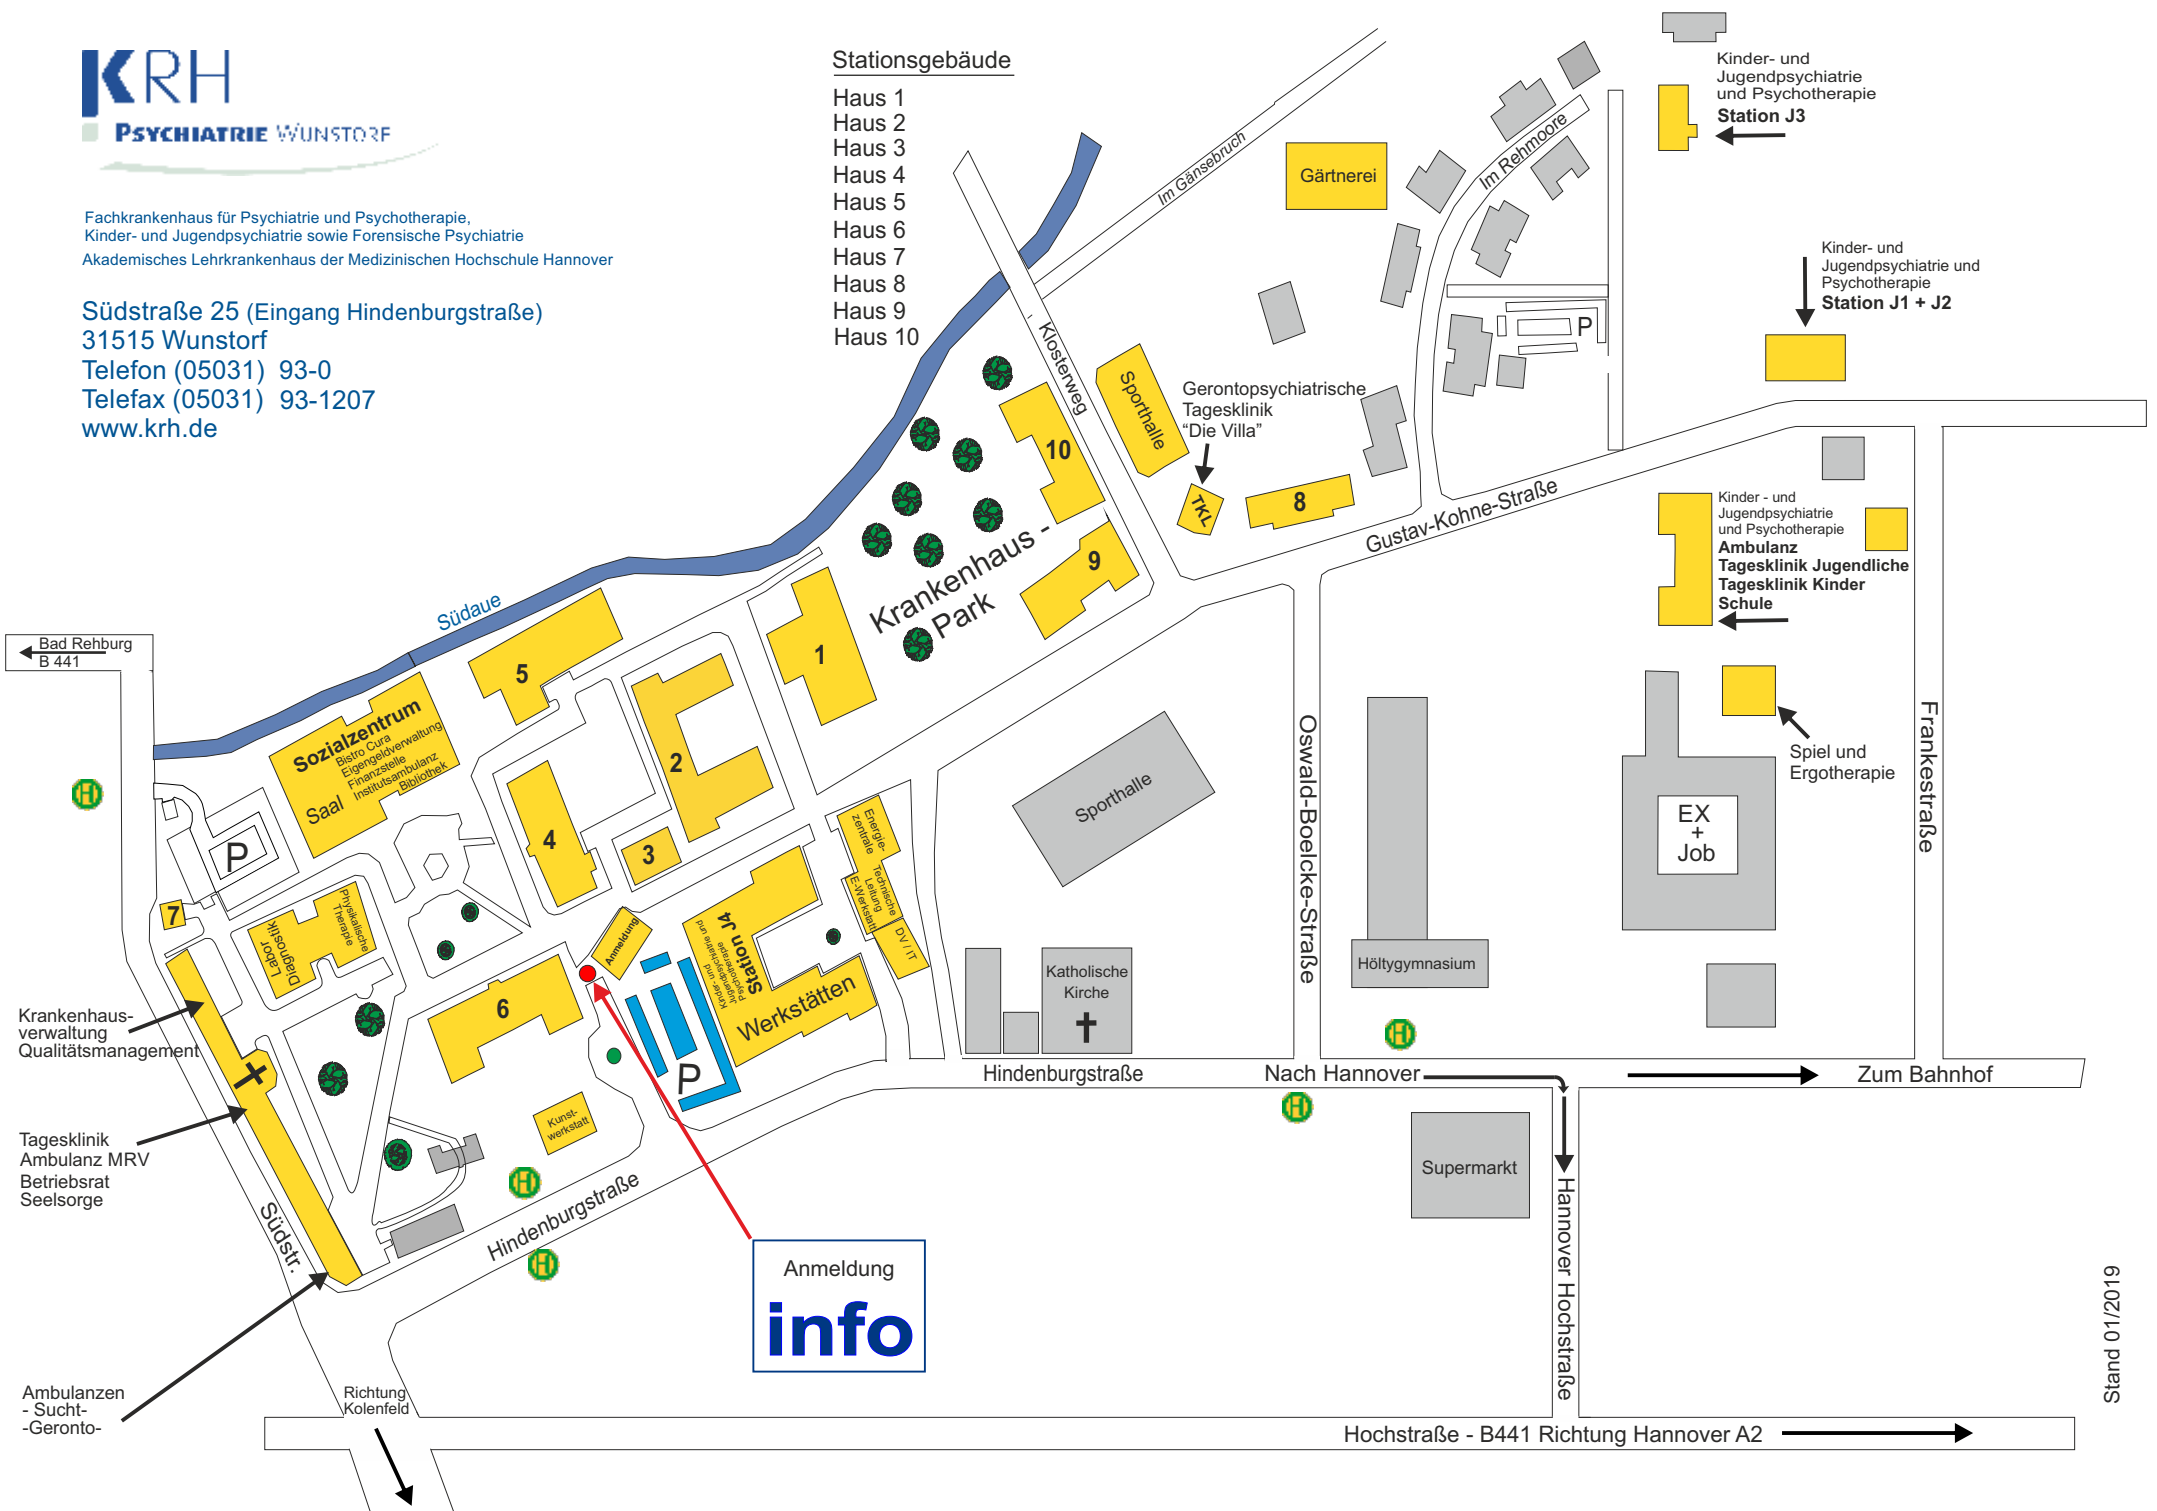 KRH
PSYCHIATRIE WUNSTORF
Fachkrankenhaus für Psychiatrie und Psychotherapie,
Kinder- und Jugendpsychiatrie sowie Forensische Psychiatrie
Akademisches Lehrkrankenhaus der Medizinischen Hochschule Hannover
Südstraße 25 (Eingang Hindenburgstraße)
31515 Wunstorf
Telefon (05031) 93-0
Telefax (05031) 93-1207
www.krh.de
Stationsgebäude
Haus 1
Haus 2
Haus 3
Haus 4
Haus 5
Haus 6
Haus 7
Haus 8
Haus 9
Haus 10
Kinder- und
Jugendpsychiatrie
und Psychotherapie
Station J3
Im Gänsebruch
Gärtnerei
Im Rehmoore
Kinder- und
Jugendpsychiatrie und
Psychotherapie
Station J1 + J2
P
Klosterweg
Sporthalle
Gerontopsychiatrische
Tagesklinik
“Die Villa”
TKL
10
8
9
Gustav-Kohne-Straße
Krankenhaus -
Park
Kinder - und
Jugendpsychiatrie
und Psychotherapie
Ambulanz
Tagesklinik Jugendliche
Tagesklinik Kinder
Schule
Südaue
Bad Rehburg
B 441
5
1
2
4
3
Sozialzentrum
Bistro Cura
Eigengeldverwaltung
Finanzstelle
Institutsambulanz
Bibliothek
Saal
H
P
7
Labor
Diagnostik
Physikalische
Therapie
Anmeldung
6
Kinder- und
Jugendpsychiatrie und
Psychotherapie
Station J4
Werkstätten
Energie-
zentrale
Technische
Leitung
E-Werkstatt
DV / IT
P
Sporthalle
Oswald-Boelcke-Straße
Frankestraße
Spiel und
Ergotherapie
EX
+
Job
Höltygymnasium
Katholische
Kirche
H
Krankenhaus-
verwaltung
Qualitätsmanagement
Tagesklinik
Ambulanz MRV
Betriebsrat
Seelsorge
Kunst-
werkstatt
Hindenburgstraße
Nach Hannover
Zum Bahnhof
H
Supermarkt
H
Hindenburgstraße
H
Südstr.
Anmeldung
info
Hannover Hochstraße
Ambulanzen
- Sucht-
-Geronto-
Richtung
Kolenfeld
Hochstraße - B441 Richtung Hannover A2
Stand 01/2019